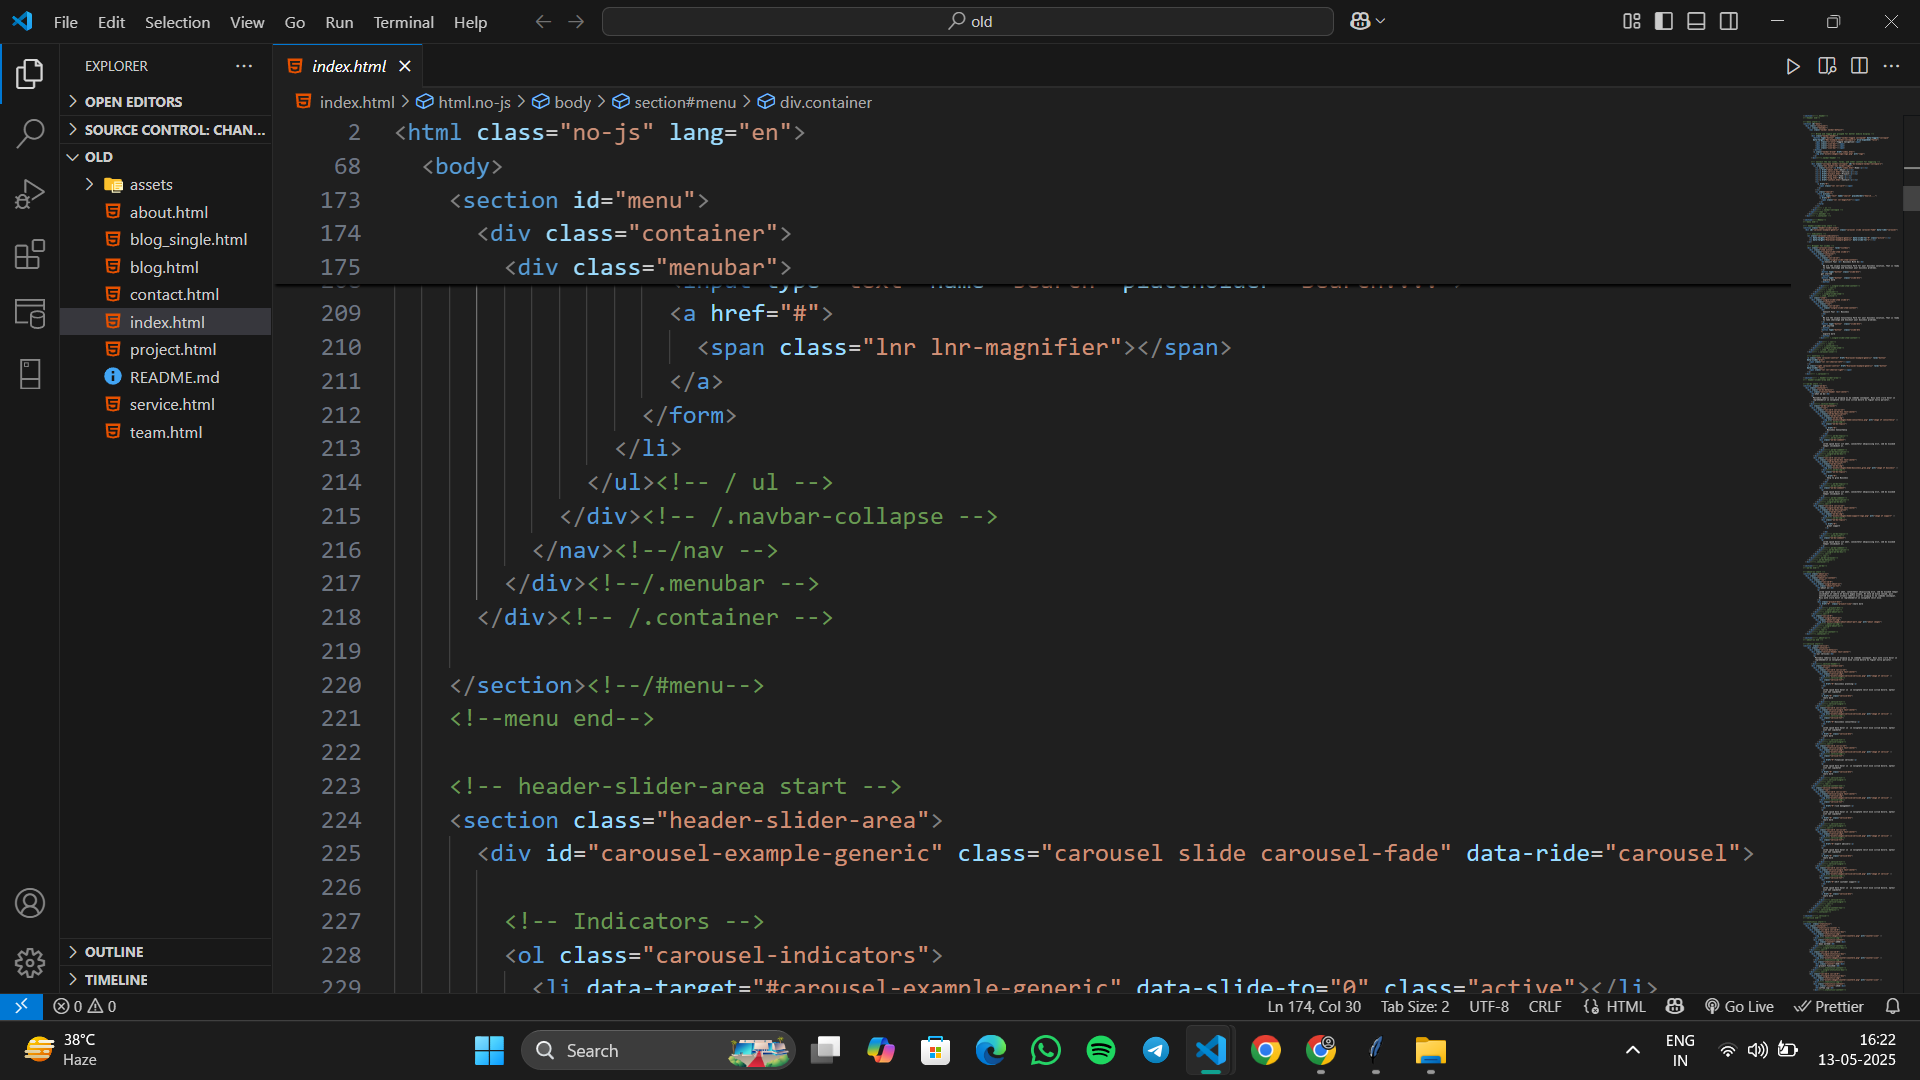 File Edit Selection View Go Run Terminal Help
old
EXPLORER
OPEN EDITORS
SOURCE CONTROL: CHAN...
OLD
assets
about.html
blog_single.html
blog.html
contact.html
index.html
project.html
README.md
service.html
team.html
OUTLINE
TIMELINE
index.html
index.html > html.no-js > body > section#menu > div.container
2 <html class="no-js" lang="en">
68 <body>
173 <section id="menu">
174 <div class="container">
175 <div class="menubar">
209 <a href="#">
210 <span class="lnr lnr-magnifier"></span>
211 </a>
212 </form>
213 </li>
214 </ul><!-- / ul -->
215 </div><!-- /.navbar-collapse -->
216 </nav><!--/nav -->
217 </div><!--/.menubar -->
218 </div><!-- /.container -->
219
220 </section><!--/#menu-->
221 <!--menu end-->
222
223 <!-- header-slider-area start -->
224 <section class="header-slider-area">
225 <div id="carousel-example-generic" class="carousel slide carousel-fade" data-ride="carousel">
226
227 <!-- Indicators -->
228 <ol class="carousel-indicators">
229 <li data-target="#carousel-example-generic" data-slide-to="0" class="active"></li>
0 0
Ln 174, Col 30 Tab Size: 2 UTF-8 CRLF HTML Go Live Prettier
38°C
Haze
Search
ENG
IN
16:22
13-05-2025